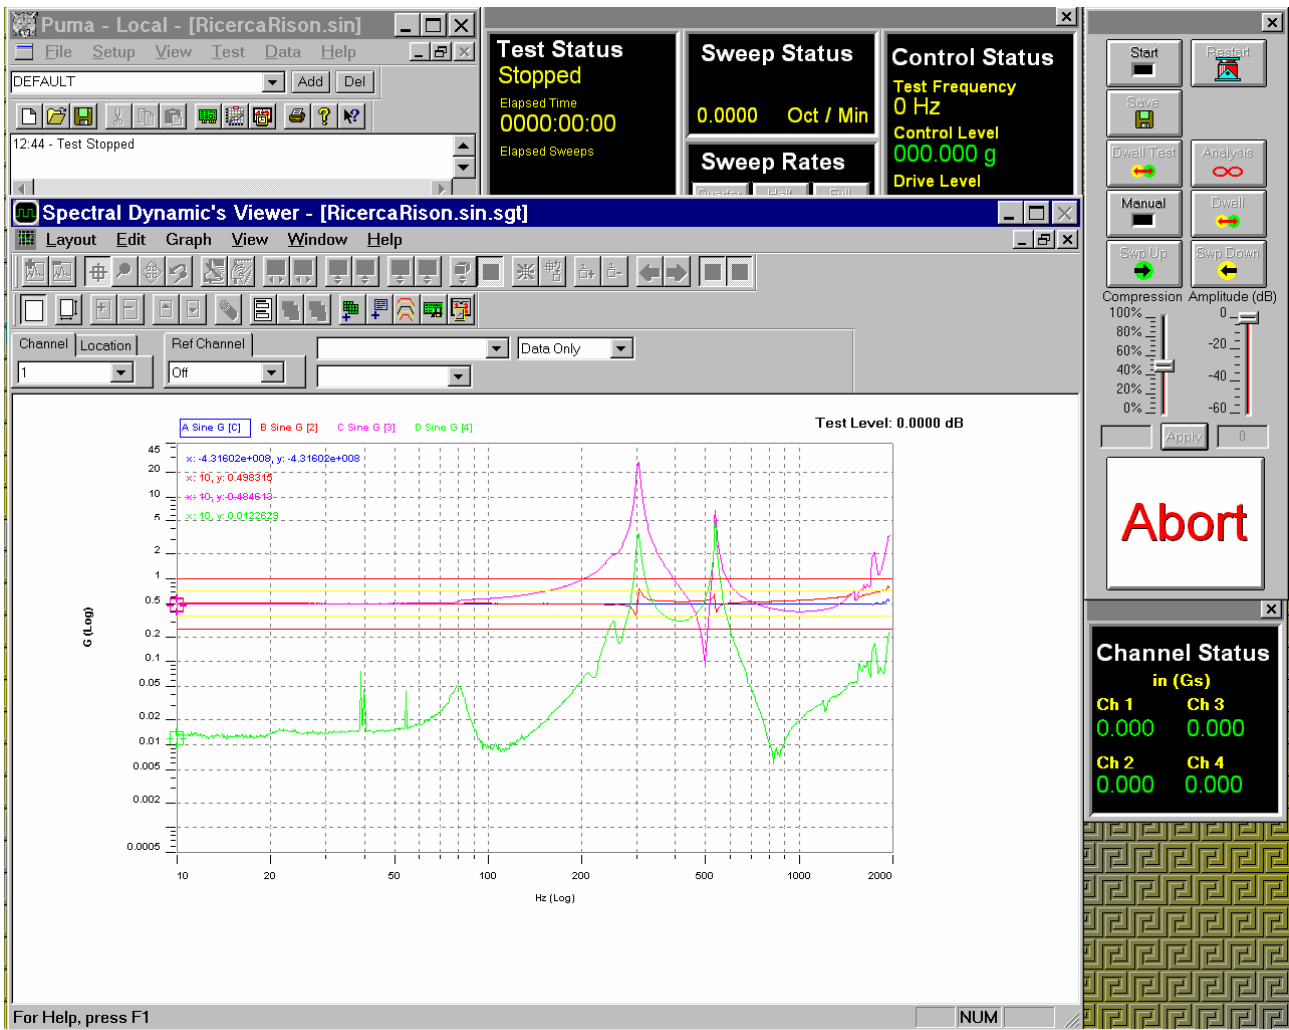 Puma - Local - [RicercaRison.sin]
File Setup View Test Data Help
DEFAULT Add Del
12:44 - Test Stopped
Test Status
Stopped
Elapsed Time
0000:00:00
Elapsed Sweeps
Sweep Status
0.0000 Oct / Min
Sweep Rates
Quarter Half Full
Control Status
Test Frequency
0 Hz
Control Level
000.000 g
Drive Level
Start Restart
Save
Dwell Test Analysis
Manual Dwell
Swp Up Swp Down
Compression Amplitude (dB)
100% 0
80%
60% -20
40% -40
20%
0% -60
Apply 0
Abort
Spectral Dynamic's Viewer - [RicercaRison.sin.sgt]
Layout Edit Graph View Window Help
Channel Location Ref Channel
Data Only
1 Off
A Sine G [C] B Sine G [2] C Sine G [3] D Sine G [4]
Test Level: 0.0000 dB
x: -4.31602e+008, y: -4.31602e+008
x: 10, y: 0.498315
x: 10, y: 0.484613
x: 10, y: 0.0122629
45
20
10
5
2
1
0.5
0.2
0.1
0.05
0.02
0.01
0.005
0.002
0.0005
G (Log)
10 20 50 100 200 500 1000 2000
Hz (Log)
Channel Status
in (Gs)
Ch 1 Ch 3
0.000 0.000
Ch 2 Ch 4
0.000 0.000
For Help, press F1
NUM